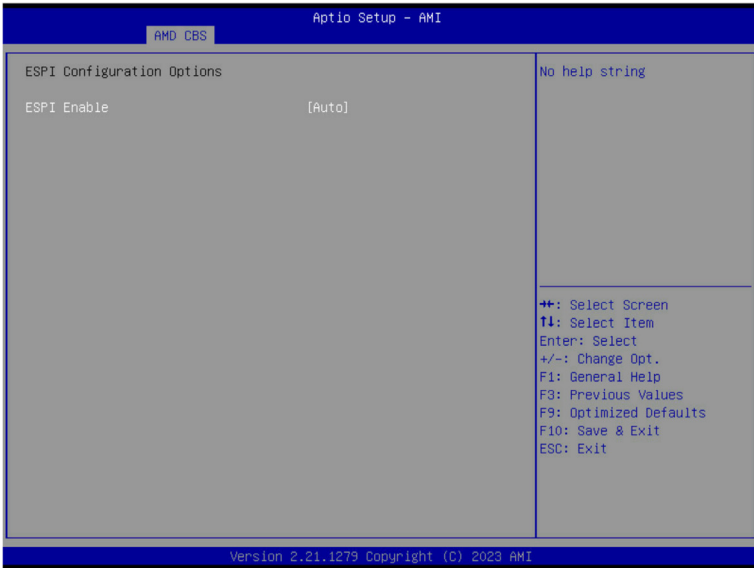 Aptio Setup – AMI
AMD CBS
ESPI Configuration Options
ESPI Enable [Auto]
No help string
→←: Select Screen
↑↓: Select Item
Enter: Select
+/-: Change Opt.
F1: General Help
F3: Previous Values
F9: Optimized Defaults
F10: Save & Exit
ESC: Exit
Version 2.21.1279 Copyright (C) 2023 AMI